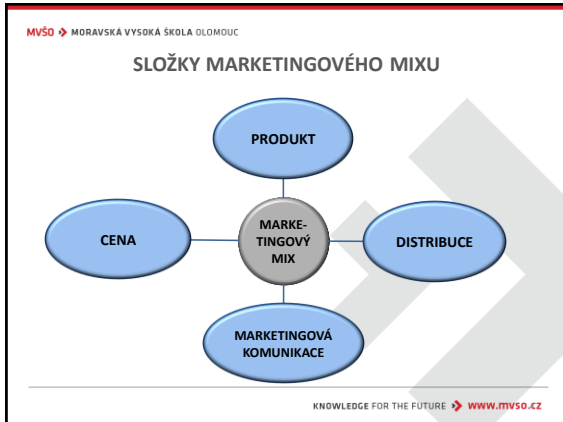 MVŠO MORAVSKÁ VYSOKÁ ŠKOLA OLOMOUC
SLOŽKY MARKETINGOVÉHO MIXU
PRODUKT
CENA
MARKE-
TINGOVÝ
MIX
DISTRIBUCE
MARKETINGOVÁ
KOMUNIKACE
KNOWLEDGE FOR THE FUTURE www.mvso.cz